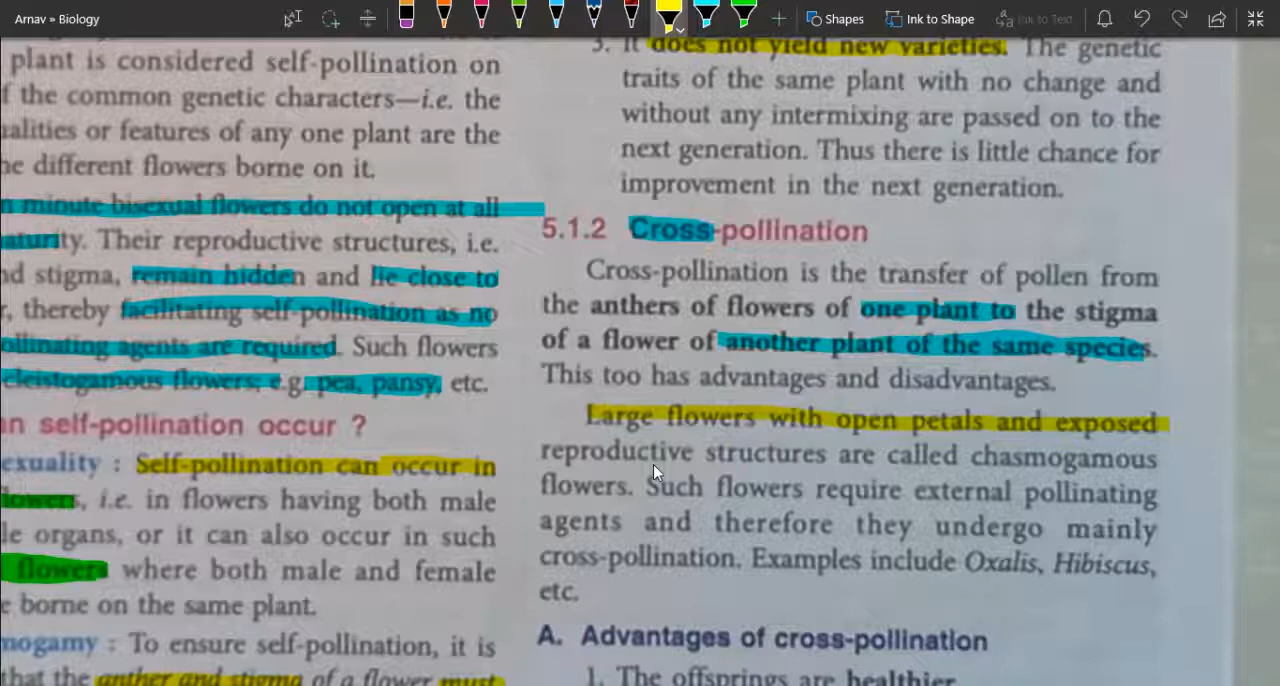 Arnav » Biology
Shapes
Ink to Shape
Ink to Text
plant is considered self-pollination on
f the common genetic characters—i.e. the
alities or features of any one plant are the
different flowers borne on it.
minute bisexual flowers do not open at all
Their reproductive structures, i.e.
stigma, remain hidden and lie close to
thereby facilitating self-pollination as no
agents are required. Such flowers
cleistogamous flowers; e.g. pea, pansy, etc.
self-pollination occur ?
: Self-pollination can occur in
i.e. in flowers having both male
organs, or it can also occur in such
flowers where both male and female
borne on the same plant.
: To ensure self-pollination, it is
that the anther and stigma of a flower must
3. It does not yield new varieties. The genetic
traits of the same plant with no change and
without any intermixing are passed on to the
next generation. Thus there is little chance for
improvement in the next generation.
5.1.2 Cross-pollination
Cross-pollination is the transfer of pollen from
the anthers of flowers of one plant to the stigma
of a flower of another plant of the same species.
This too has advantages and disadvantages.
Large flowers with open petals and exposed
reproductive structures are called chasmogamous
flowers. Such flowers require external pollinating
agents and therefore they undergo mainly
cross-pollination. Examples include Oxalis, Hibiscus,
etc.
A. Advantages of cross-pollination
1. The offsprings are healthier.